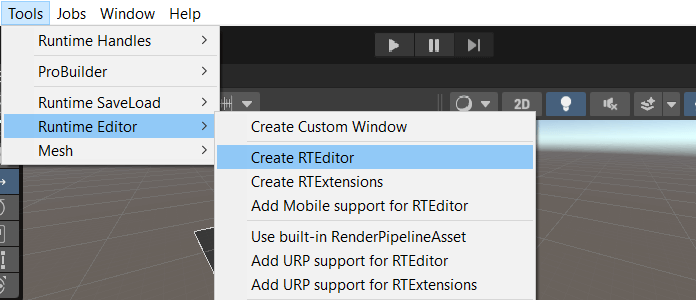 Tools Jobs Window Help
Runtime Handles
ProBuilder
Runtime SaveLoad
Runtime Editor
Mesh
2D
Create Custom Window
Create RTEditor
Create RTExtensions
Add Mobile support for RTEditor
Use built-in RenderPipelineAsset
Add URP support for RTEditor
Add URP support for RTExtensions